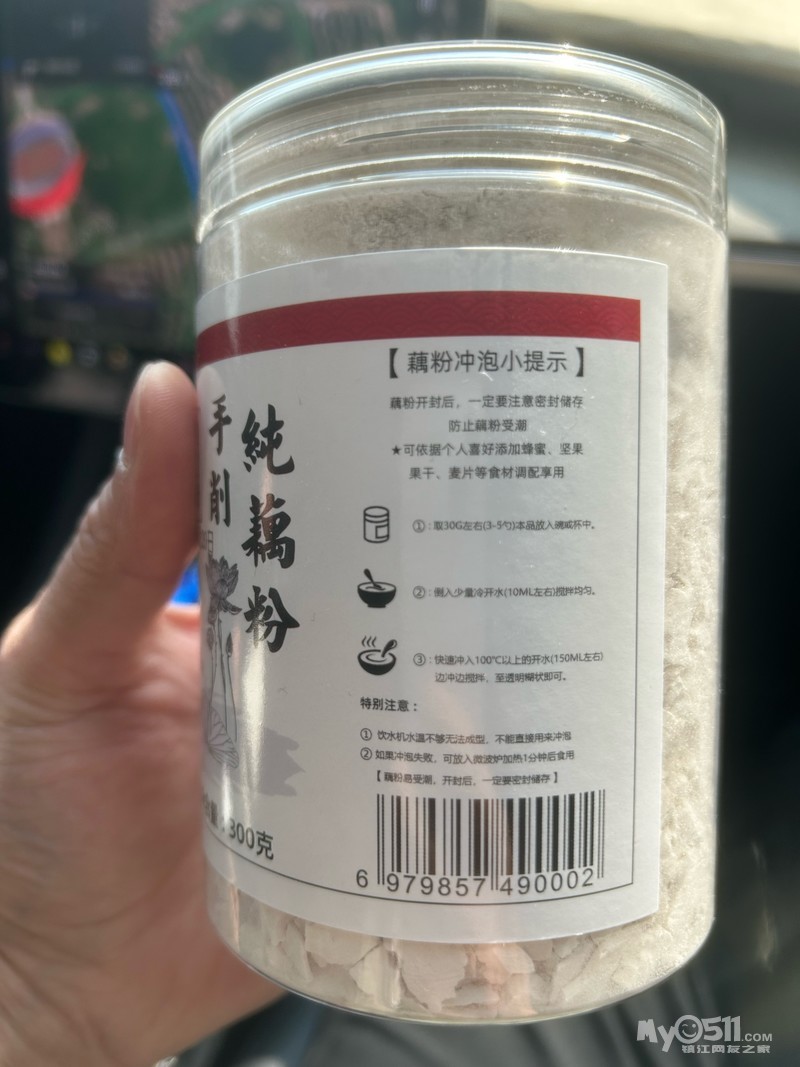 手削
純藕粉
【藕粉冲泡小提示】
藕粉开封后，一定要注意密封储存
防止藕粉受潮
★可依据个人喜好添加蜂蜜、坚果
果干、麦片等食材调配享用
①：取30G左右(3-5勺)本品放入碗或杯中。
②：倒入少量冷开水(10ML左右)搅拌均匀。
③：快速冲入100℃以上的开水(150ML左右)
边冲边搅拌，至透明糊状即可。
特别注意：
① 饮水机水温不够无法成型，不能直接用来冲泡
② 如果冲泡失败，可放入微波炉加热1分钟后食用
【藕粉易受潮，开封后，一定要密封储存】
含量：300克
6 979857 490002
My0511.COM
镇江网友之家